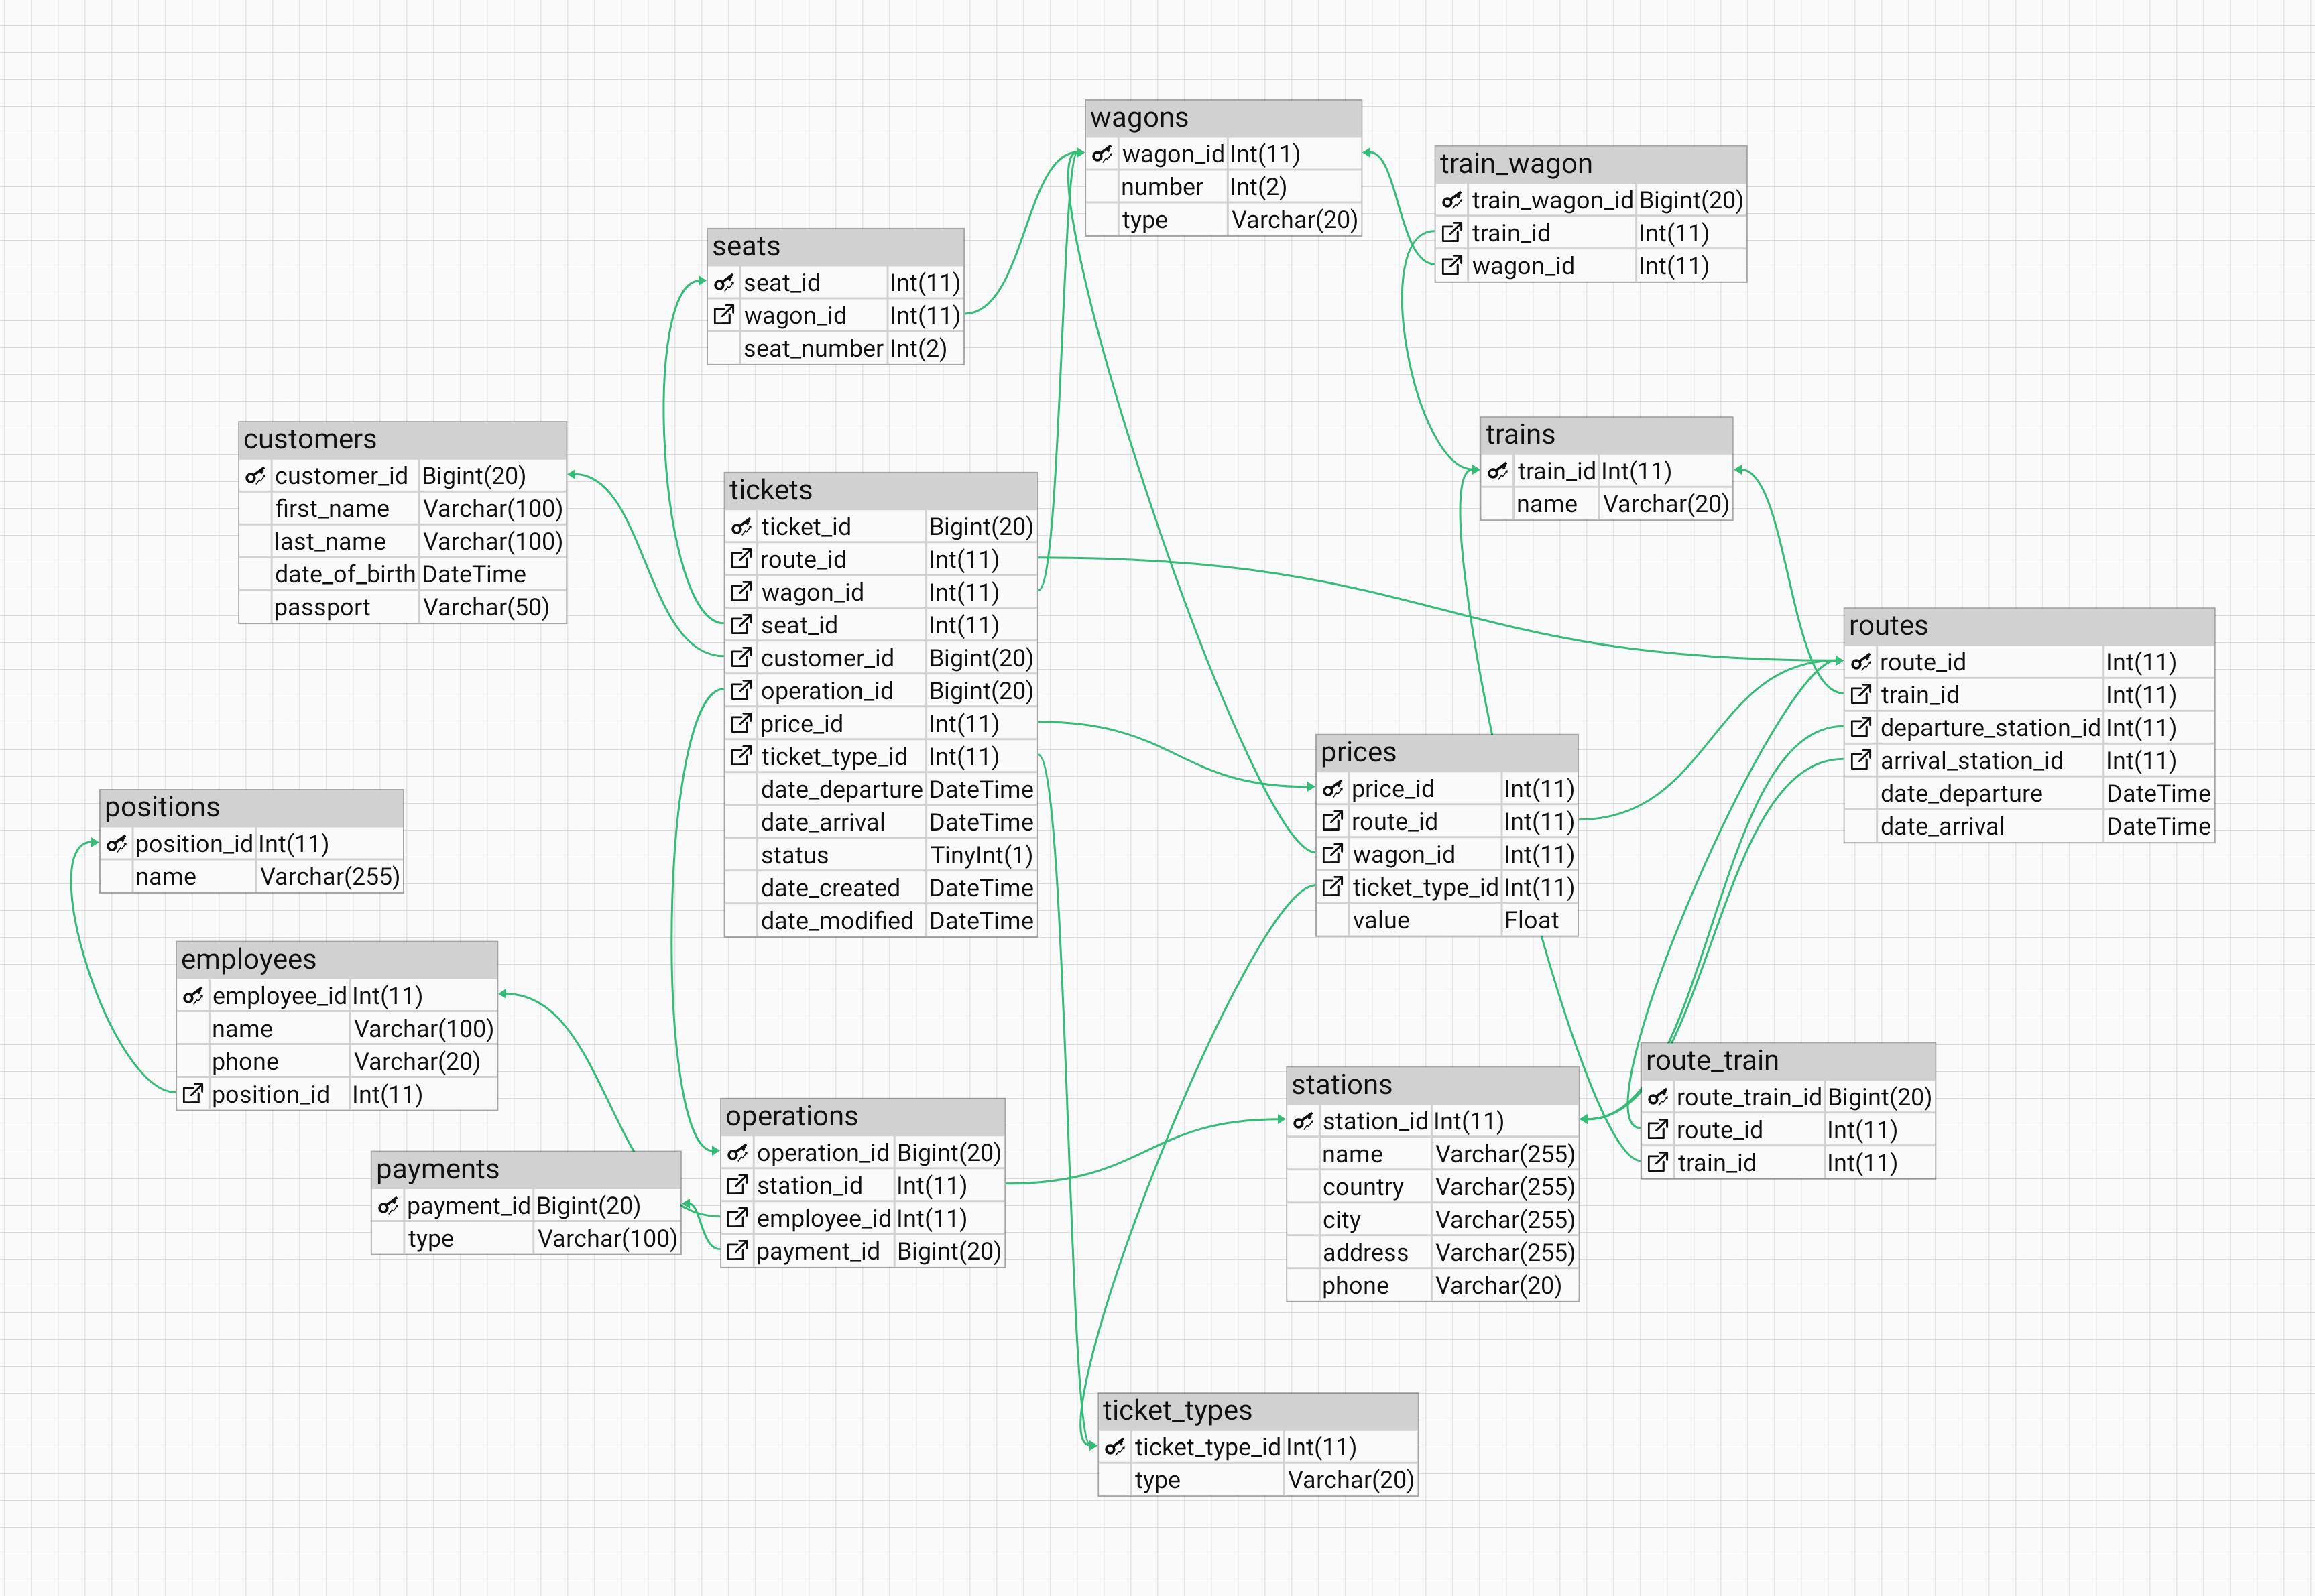 wagons
wagon_id Int(11)
number Int(2)
type Varchar(20)
train_wagon
train_wagon_id Bigint(20)
train_id Int(11)
wagon_id Int(11)
seats
seat_id Int(11)
wagon_id Int(11)
seat_number Int(2)
customers
customer_id Bigint(20)
first_name Varchar(100)
last_name Varchar(100)
date_of_birth DateTime
passport Varchar(50)
tickets
ticket_id Bigint(20)
route_id Int(11)
wagon_id Int(11)
seat_id Int(11)
customer_id Bigint(20)
operation_id Bigint(20)
price_id Int(11)
ticket_type_id Int(11)
date_departure DateTime
date_arrival DateTime
status TinyInt(1)
date_created DateTime
date_modified DateTime
trains
train_id Int(11)
name Varchar(20)
routes
route_id Int(11)
train_id Int(11)
departure_station_id Int(11)
arrival_station_id Int(11)
date_departure DateTime
date_arrival DateTime
prices
price_id Int(11)
route_id Int(11)
wagon_id Int(11)
ticket_type_id Int(11)
value Float
positions
position_id Int(11)
name Varchar(255)
employees
employee_id Int(11)
name Varchar(100)
phone Varchar(20)
position_id Int(11)
payments
payment_id Bigint(20)
type Varchar(100)
operations
operation_id Bigint(20)
station_id Int(11)
employee_id Int(11)
payment_id Bigint(20)
stations
station_id Int(11)
name Varchar(255)
country Varchar(255)
city Varchar(255)
address Varchar(255)
phone Varchar(20)
route_train
route_train_id Bigint(20)
route_id Int(11)
train_id Int(11)
ticket_types
ticket_type_id Int(11)
type Varchar(20)